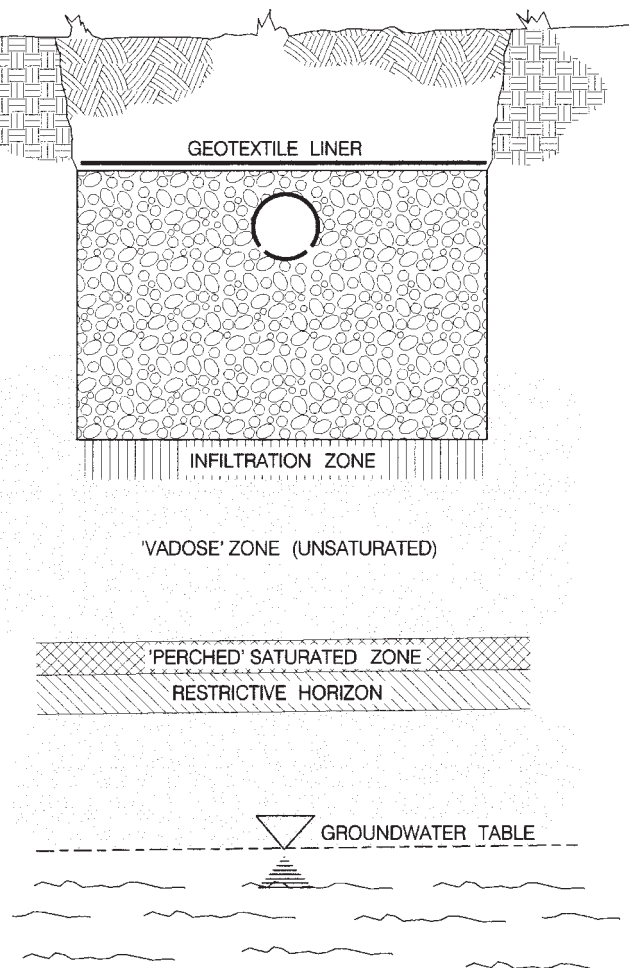 GEOTEXTILE LINER
INFILTRATION ZONE
'VADOSE' ZONE (UNSATURATED)
'PERCHED' SATURATED ZONE
RESTRICTIVE HORIZON
GROUNDWATER TABLE